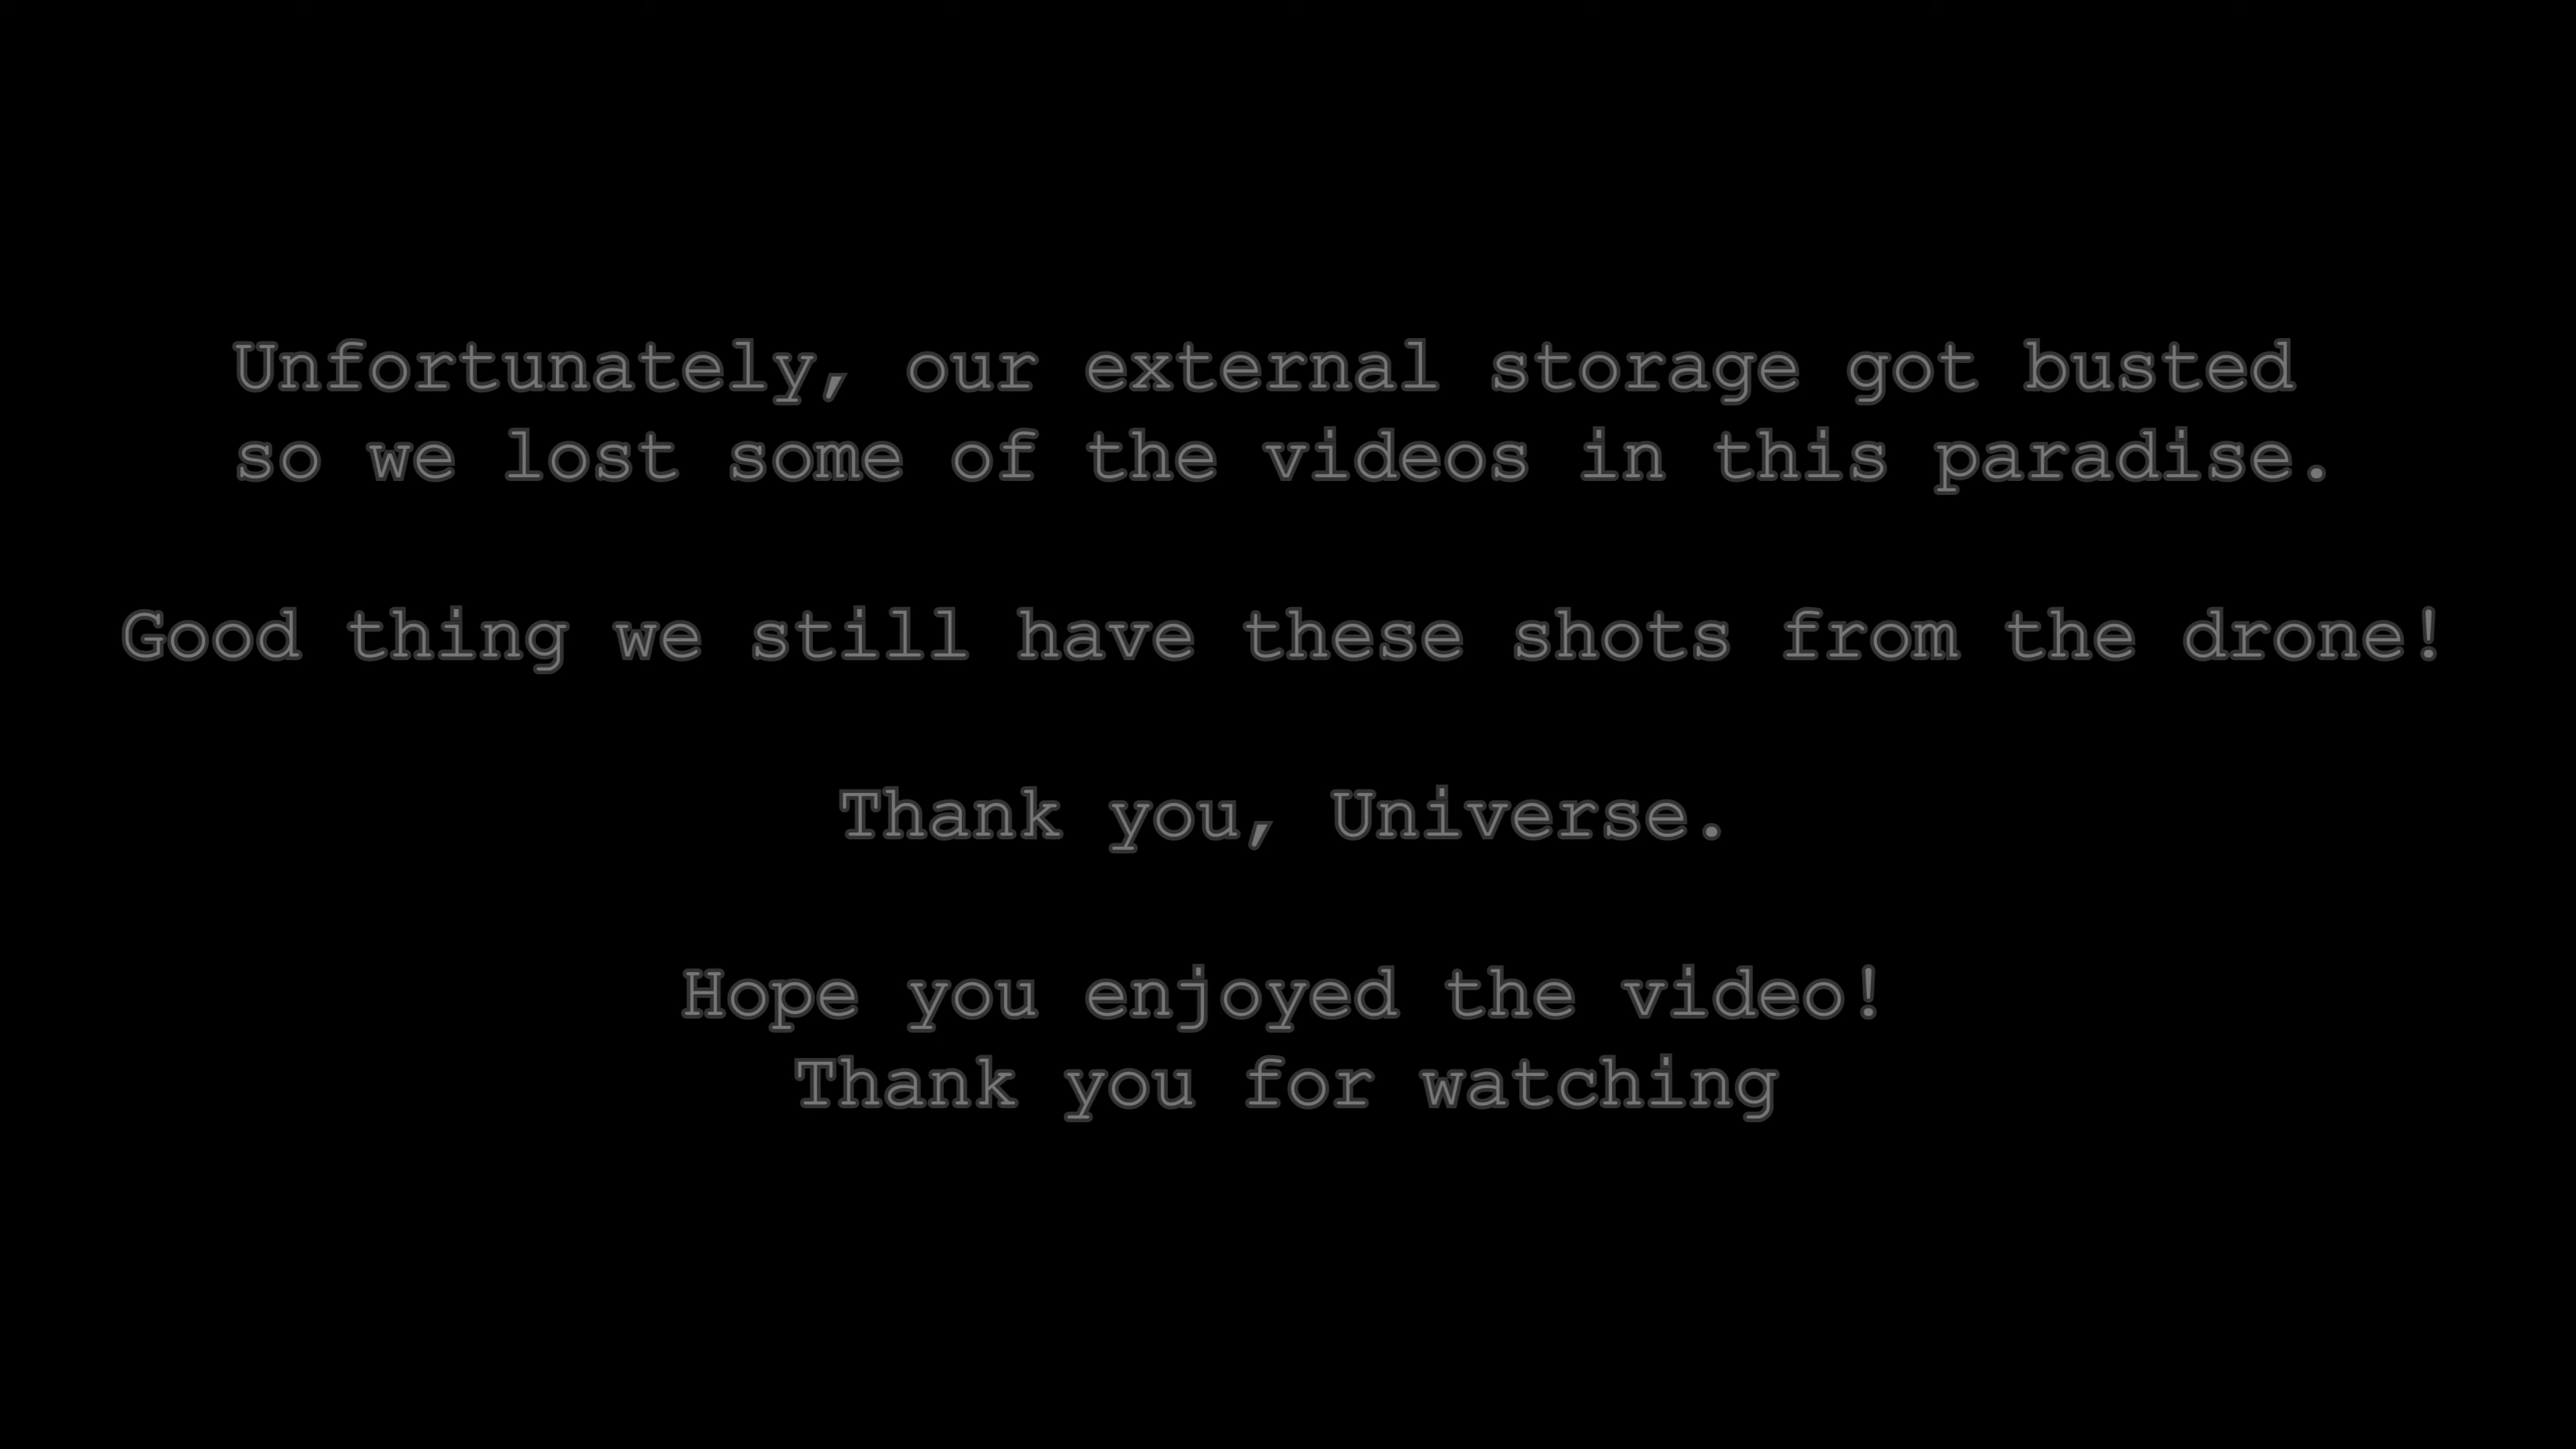 Unfortunately, our external storage got busted
so we lost some of the videos in this paradise.
Good thing we still have these shots from the drone!
Thank you, Universe.
Hope you enjoyed the video!
Thank you for watching